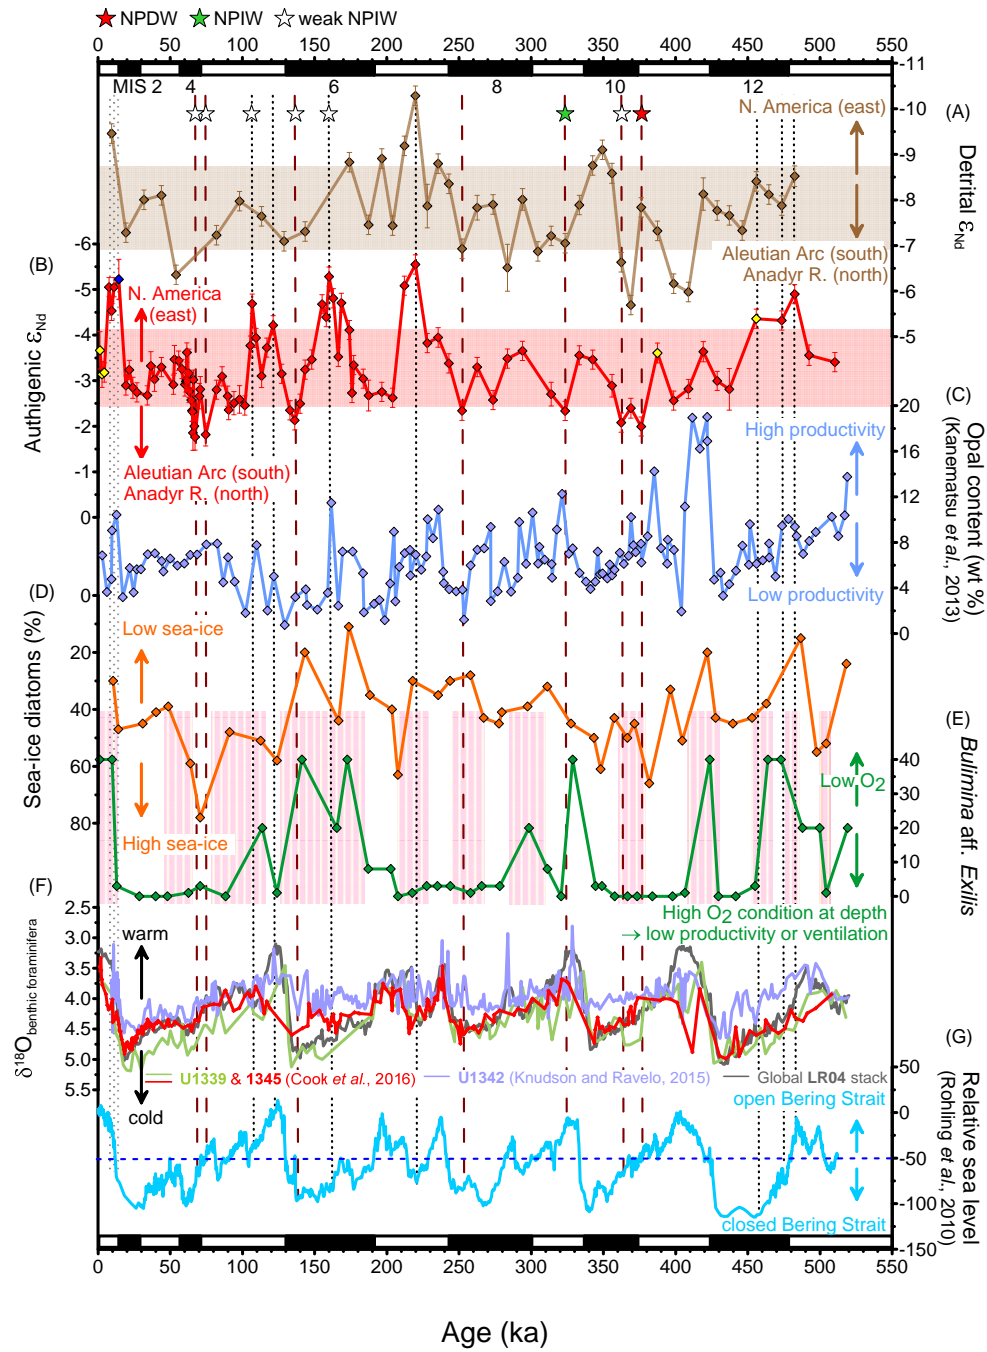 NPDW NPIW weak NPIW
0 50 100 150 200 250 300 350 400 450 500 550
MIS 2 4 6 8 10 12
-11
-10
-9
-8
-7
-6
-5
(A)
Detrital εNd
N. America (east)
Aleutian Arc (south)
Anadyr R. (north)
(B)
Authigenic εNd
-6
-5
-4
-3
-2
-1
0
N. America
(east)
Aleutian Arc (south)
Anadyr R. (north)
(C)
Opal content (wt %)
(Kanematsu et al., 2013)
20
16
12
8
4
0
High productivity
Low productivity
(D)
Sea-ice diatoms (%)
0
20
40
60
80
Low sea-ice
High sea-ice
(E)
Bulimina aff. Exilis
40
30
20
10
0
Low O2
High O2 condition at depth
→ low productivity or ventilation
(F)
δ18Obenthic foraminifera
2.5
3.0
3.5
4.0
4.5
5.0
5.5
warm
cold
U1339 & 1345 (Cook et al., 2016) U1342 (Knudson and Ravelo, 2015) Global LR04 stack
(G)
Relative sea level
(Rohling et al., 2010)
50
0
-50
-100
-150
open Bering Strait
closed Bering Strait
0 50 100 150 200 250 300 350 400 450 500 550
Age (ka)